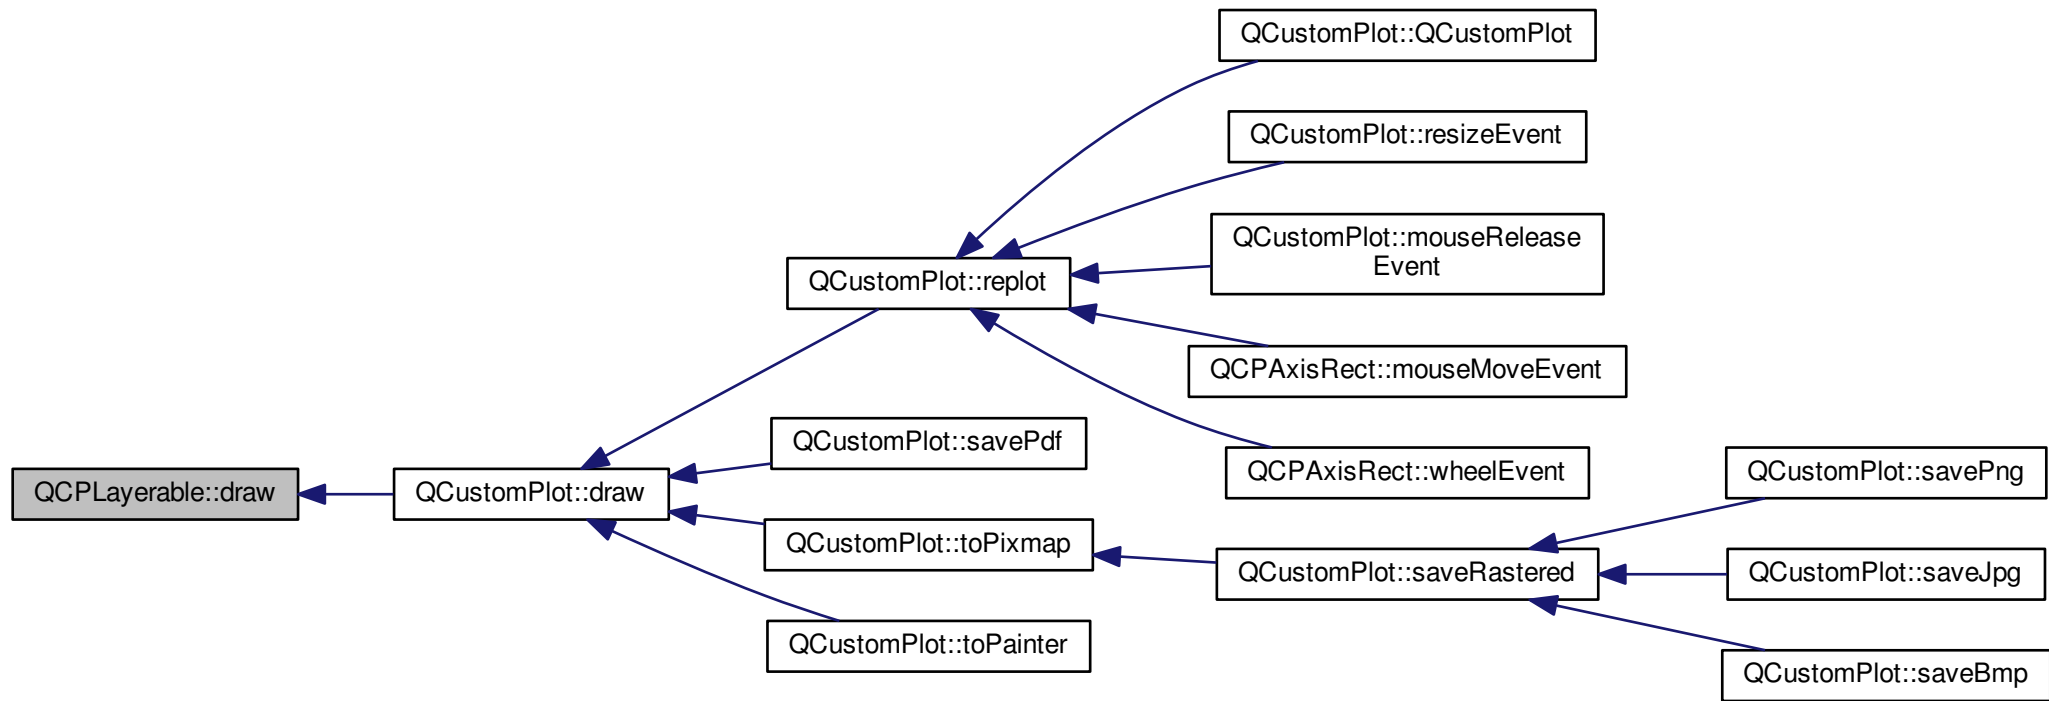 QCustomPlot::QCustomPlot
QCustomPlot::resizeEvent
QCustomPlot::mouseRelease
Event
QCustomPlot::replot
QCPAxisRect::mouseMoveEvent
QCustomPlot::savePdf
QCPAxisRect::wheelEvent
QCustomPlot::savePng
QCPLayerable::draw
QCustomPlot::draw
QCustomPlot::toPixmap
QCustomPlot::saveRastered
QCustomPlot::saveJpg
QCustomPlot::toPainter
QCustomPlot::saveBmp